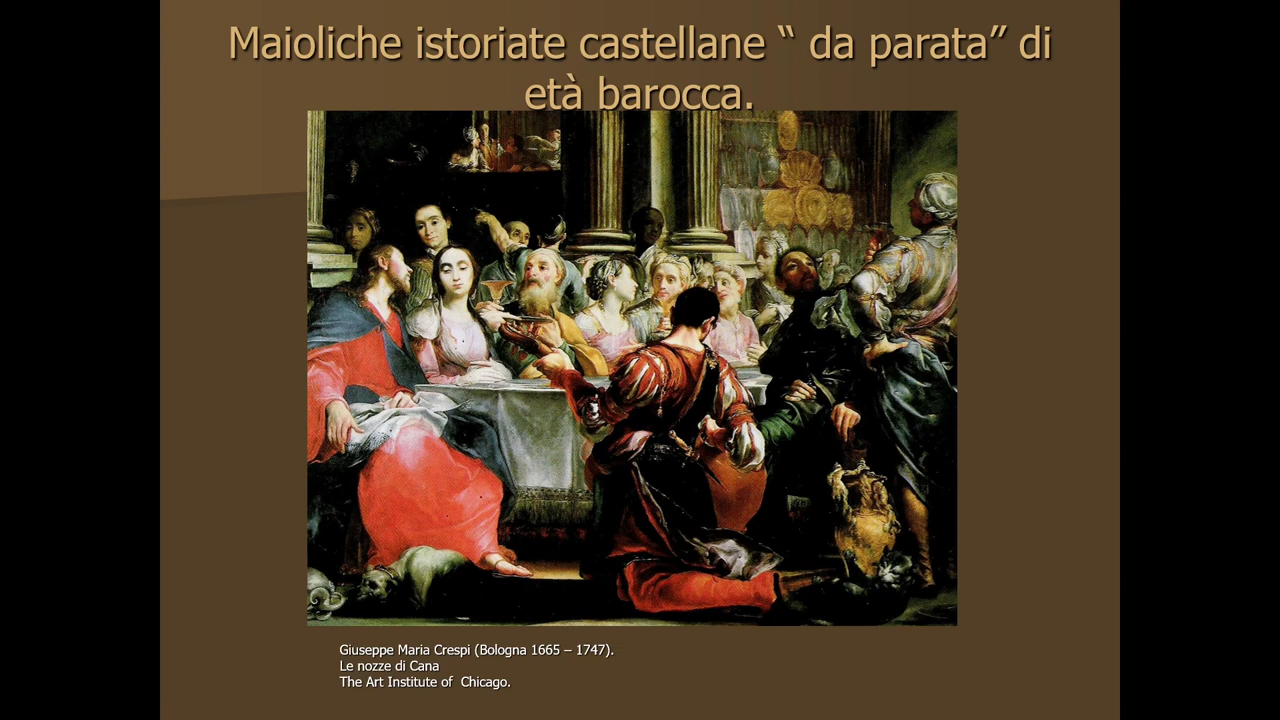 Maioliche istoriate castellane “ da parata” di
età barocca.
Giuseppe Maria Crespi (Bologna 1665 – 1747).
Le nozze di Cana
The Art Institute of  Chicago.